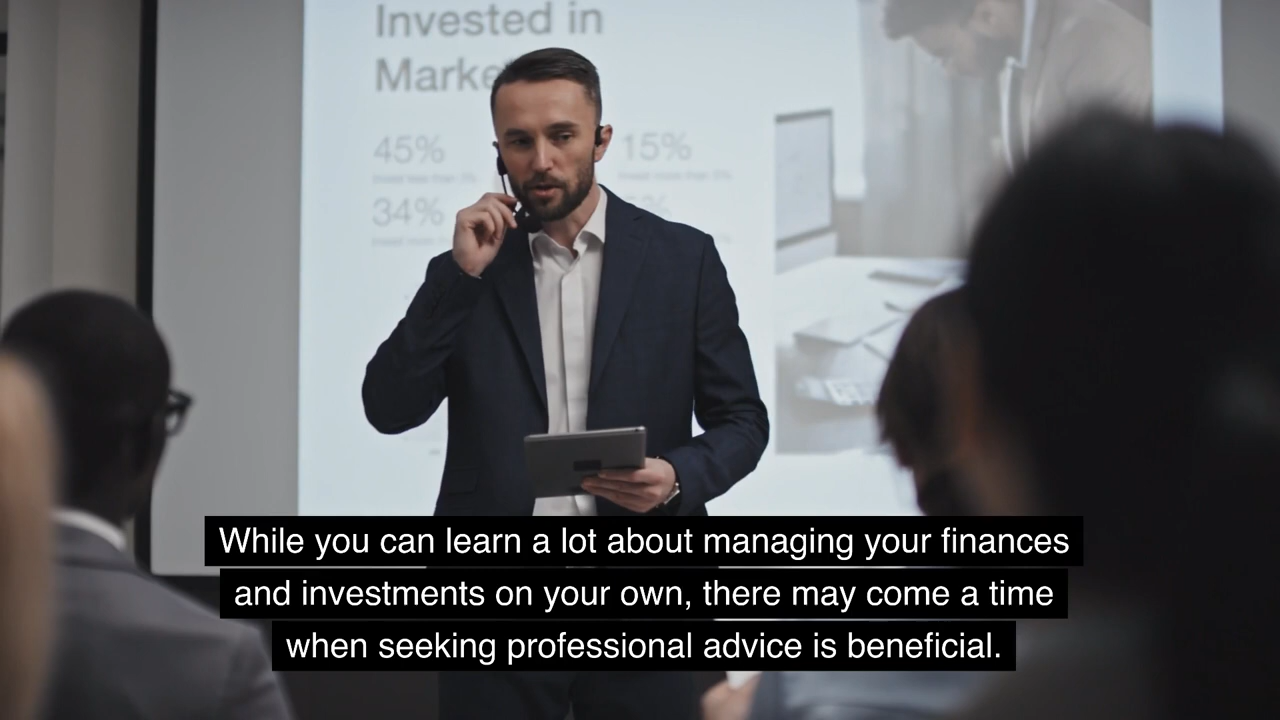 Invested in
Marke
45%
15%
34%
While you can learn a lot about managing your finances
and investments on your own, there may come a time
when seeking professional advice is beneficial.